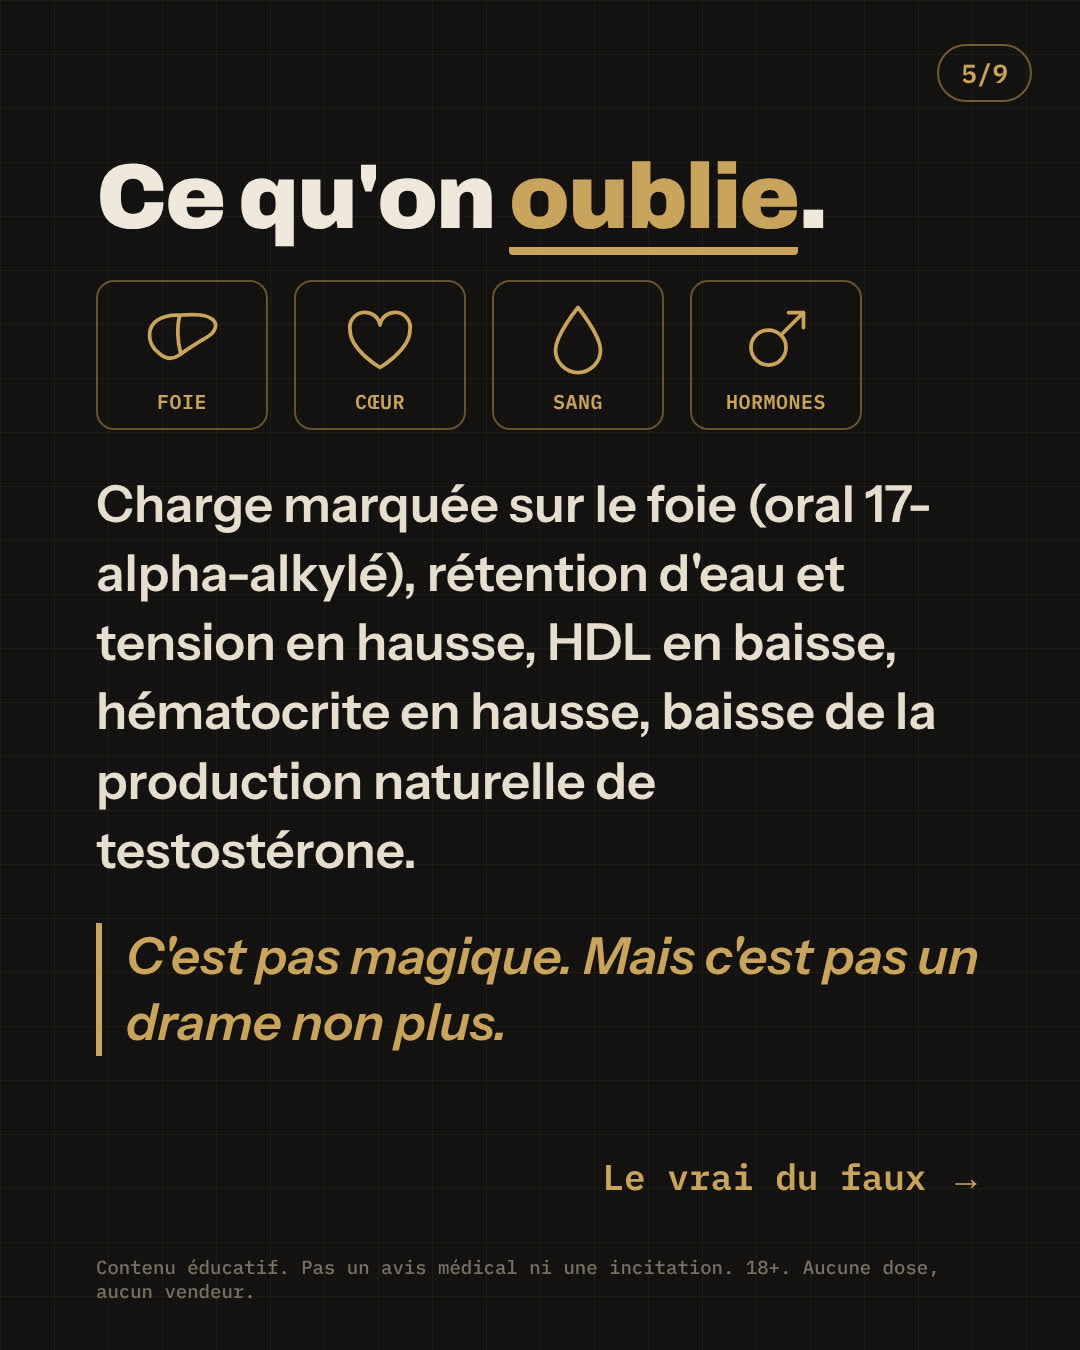 5/9
Ce qu'on oublie.
FOIE
CŒUR
SANG
HORMONES
Charge marquée sur le foie (oral 17-
alpha-alkylé), rétention d'eau et
tension en hausse, HDL en baisse,
hématocrite en hausse, baisse de la
production naturelle de
testostérone.
C'est pas magique. Mais c'est pas un
drame non plus.
Le vrai du faux →
Contenu éducatif. Pas un avis médical ni une incitation. 18+. Aucune dose,
aucun vendeur.